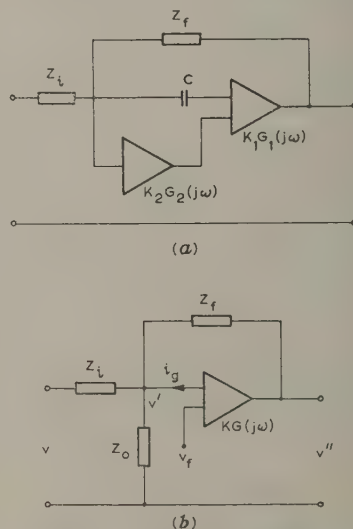 Z_f
Z_i
C
K_1G_1(jω)
K_2G_2(jω)
(a)
Z_f
Z_i
i_g
v'
KG(jω)
v
Z_o
v_f
v"
(b)